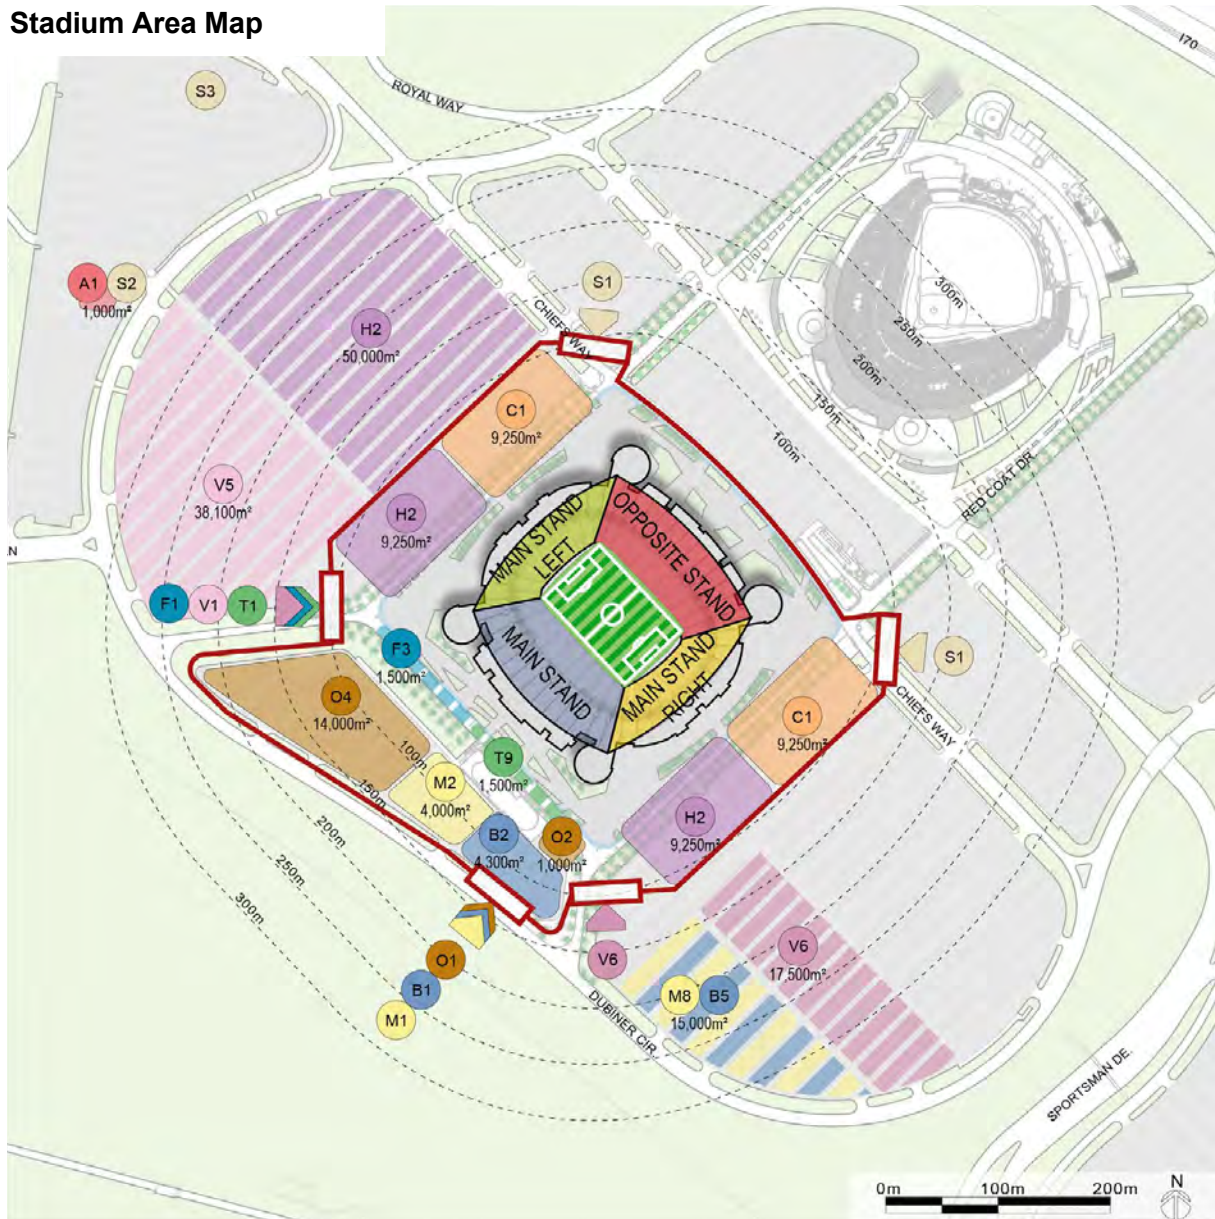 Stadium Area Map
I70
S3
ROYAL WAY
A1
S2
1,000m²
S1
300m
CHIEFS WAY
H2
50,000m²
250m
200m
150m
C1
9,250m²
100m
V5
38,100m²
H2
9,250m²
RED COAT DR
MAIN STAND
LEFT
OPPOSITE STAND
AN
F1
V1
T1
F3
1,500m²
MAIN STAND
MAIN STAND
RIGHT
S1
O4
14,000m²
C1
9,250m²
CHIEFS WAY
100m
T9
1,500m²
M2
4,000m²
150m
H2
9,250m²
B2
4,300m²
O2
1,000m²
200m
250m
300m
O1
V6
V6
17,500m²
B1
M8
B5
15,000m²
M1
DUBINER CIR.
SPORTSMAN DE.
0m
100m
200m
N